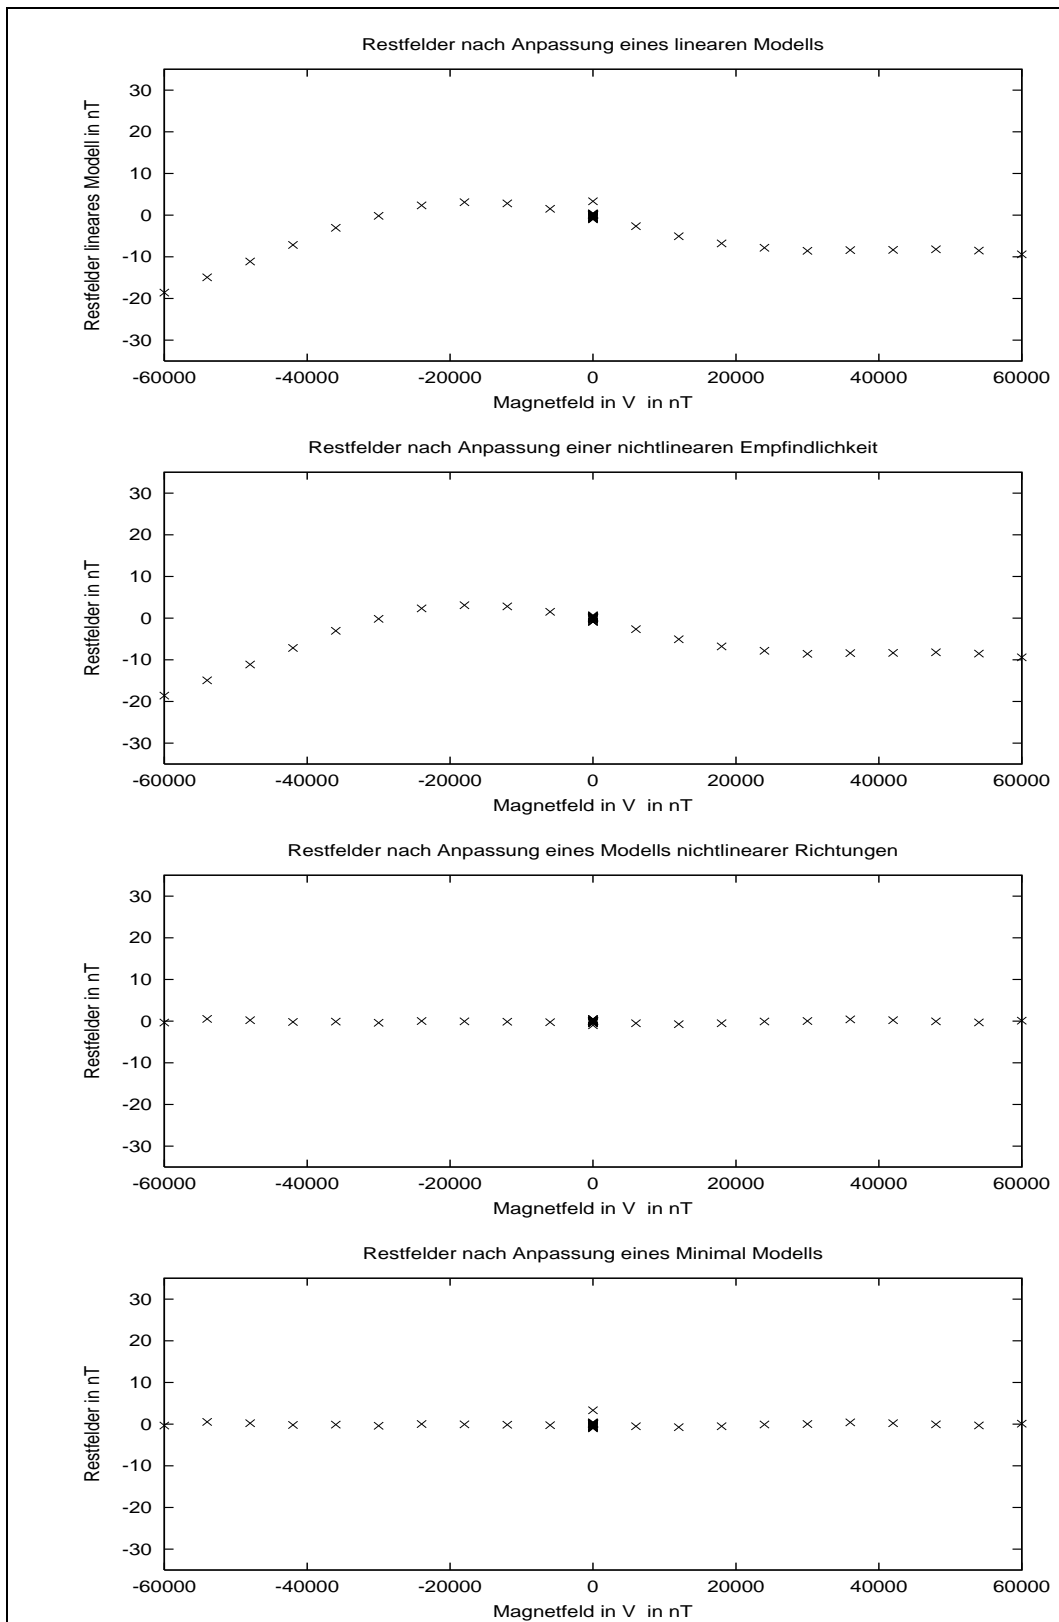 Restfelder nach Anpassung eines linearen Modells
Restfelder lineares Modell in nT
30
20
10
0
-10
-20
-30
-60000 -40000 -20000 0 20000 40000 60000
Magnetfeld in V in nT
Restfelder nach Anpassung einer nichtlinearen Empfindlichkeit
Restfelder in nT
30
20
10
0
-10
-20
-30
-60000 -40000 -20000 0 20000 40000 60000
Magnetfeld in V in nT
Restfelder nach Anpassung eines Modells nichtlinearer Richtungen
Restfelder in nT
30
20
10
0
-10
-20
-30
-60000 -40000 -20000 0 20000 40000 60000
Magnetfeld in V in nT
Restfelder nach Anpassung eines Minimal Modells
Restfelder in nT
30
20
10
0
-10
-20
-30
-60000 -40000 -20000 0 20000 40000 60000
Magnetfeld in V in nT